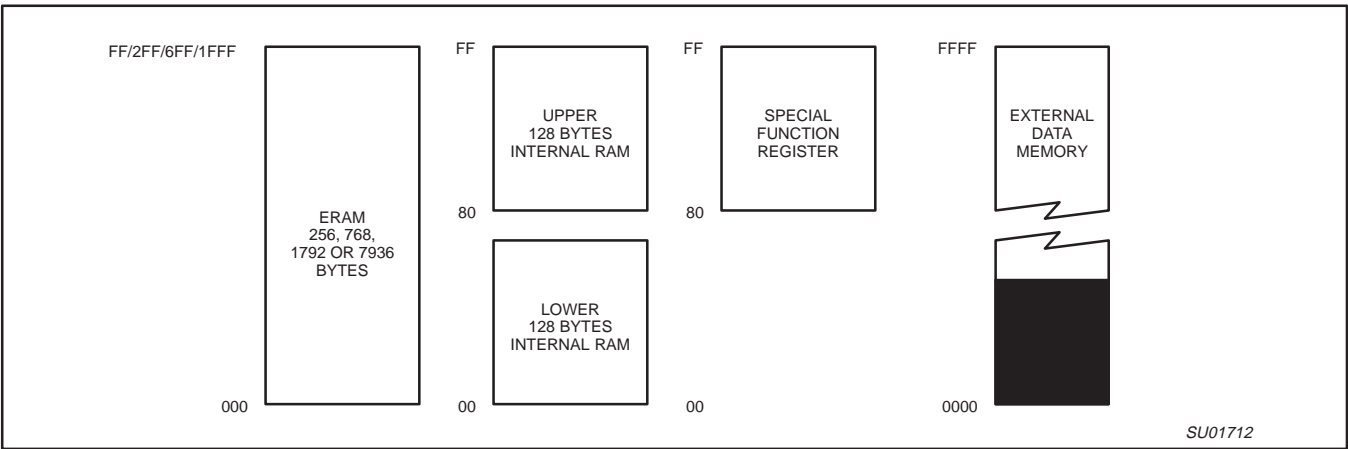 FF/2FF/6FF/1FFF
ERAM
256, 768,
1792 OR 7936
BYTES
000
FF
UPPER
128 BYTES
INTERNAL RAM
80
LOWER
128 BYTES
INTERNAL RAM
00
FF
SPECIAL
FUNCTION
REGISTER
80
00
FFFF
EXTERNAL
DATA
MEMORY
0000
SU01712